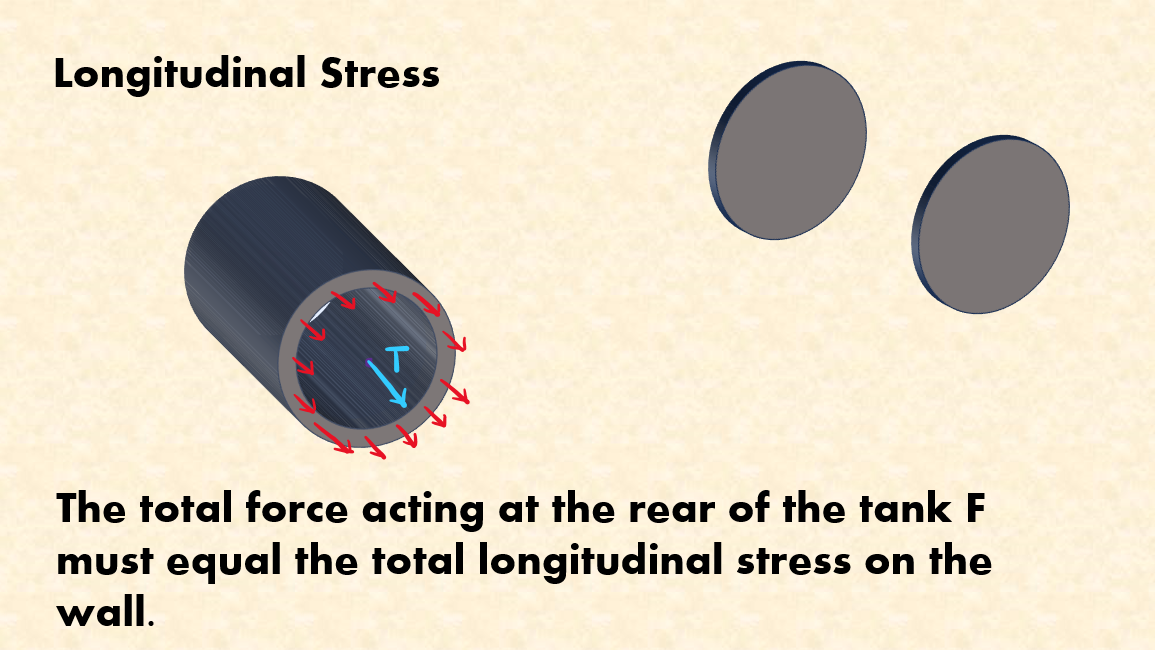 Longitudinal Stress
T
The total force acting at the rear of the tank F
must equal the total longitudinal stress on the
wall.